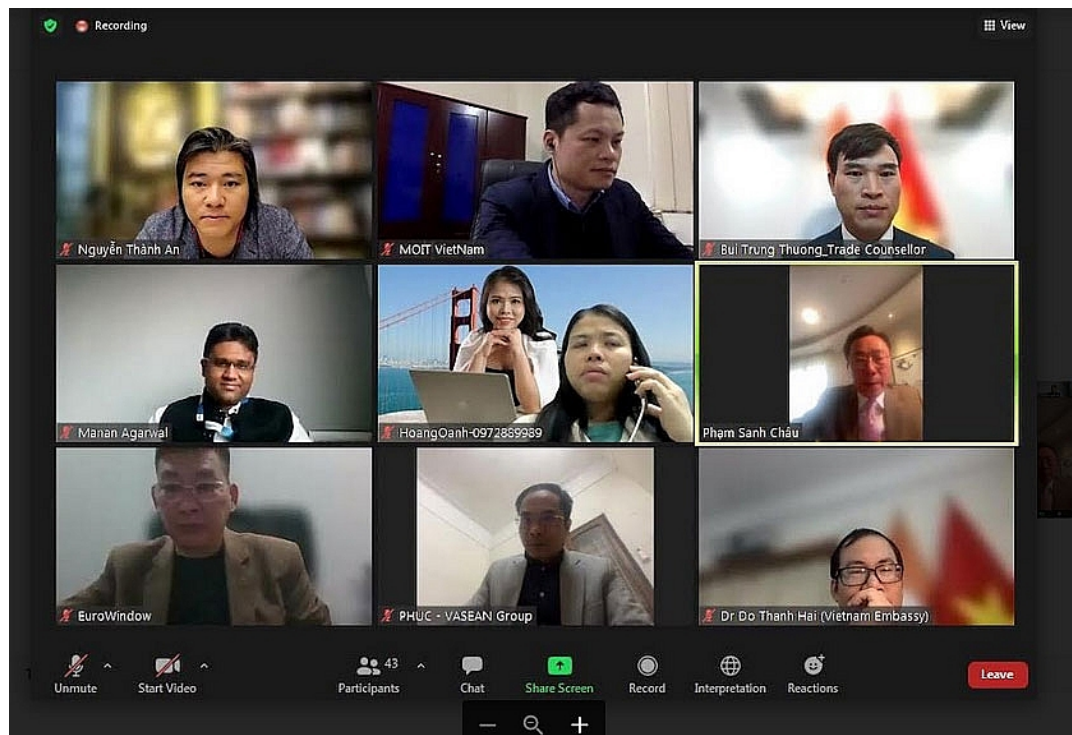 Recording
View
Nguyễn Thành An
MOIT VietNam
Bui Trung Thuong_Trade Counsellor
Manan Agarwal
HoangOanh-0972889989
Phạm Sanh Châu
EuroWindow
PHUC - VASEAN Group
Dr Do Thanh Hai (Vietnam Embassy)
43
Unmute
Start Video
Participants
Chat
Share Screen
Record
Interpretation
Reactions
Leave